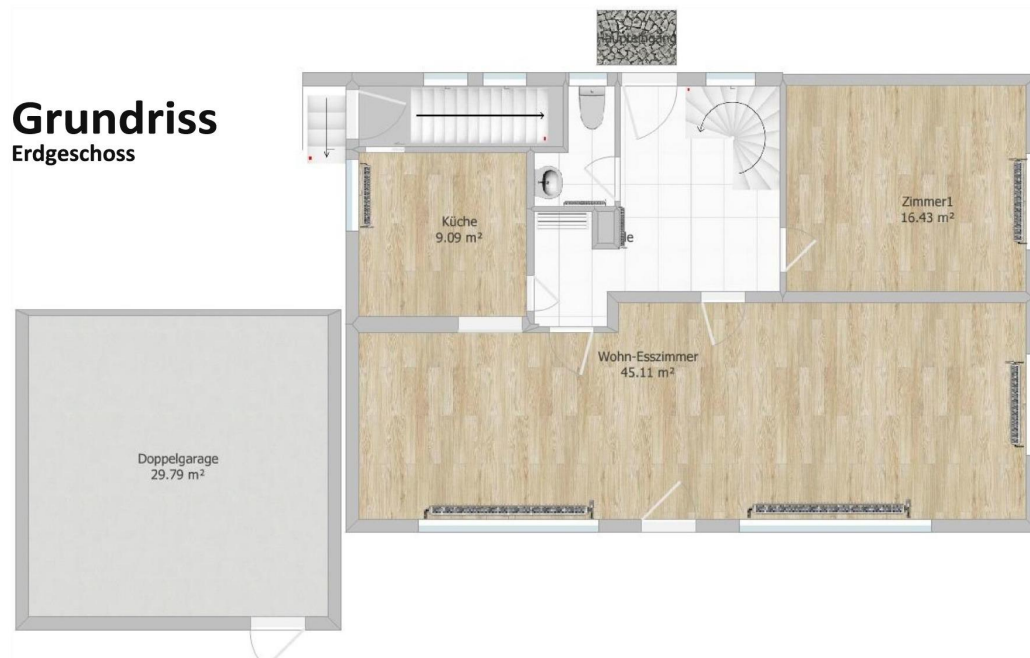 Grundriss
Erdgeschoss
Haupteingang
Küche
9.09 m²
Zimmer1
16.43 m²
Wohn-Esszimmer
45.11 m²
Doppelgarage
29.79 m²